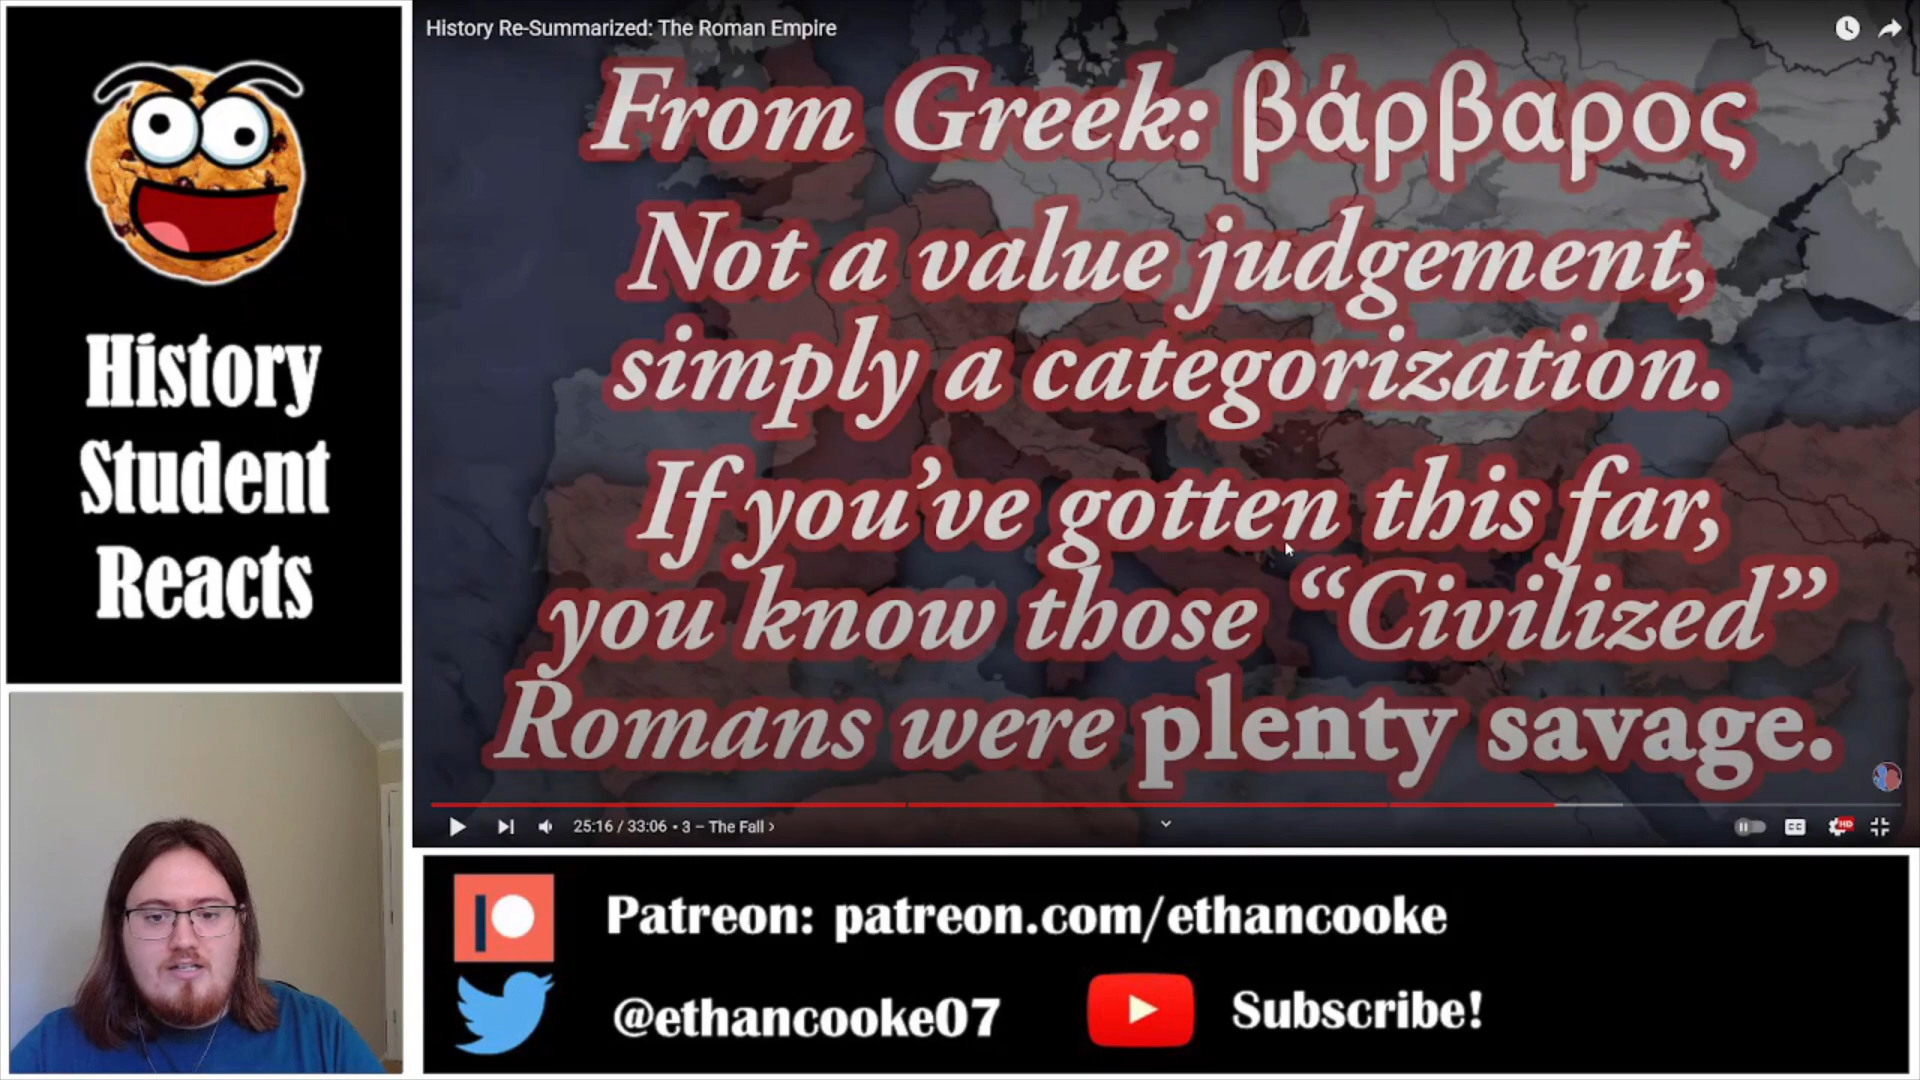 History Re-Summarized: The Roman Empire
From Greek: βάρβαρος
Not a value judgement,
simply a categorization.
If you've gotten this far,
you know those “Civilized”
Romans were plenty savage.
25:16 / 33:06 • 3 – The Fall ›
CC
HD
History
Student
Reacts
Patreon: patreon.com/ethancooke
@ethancooke07
Subscribe!